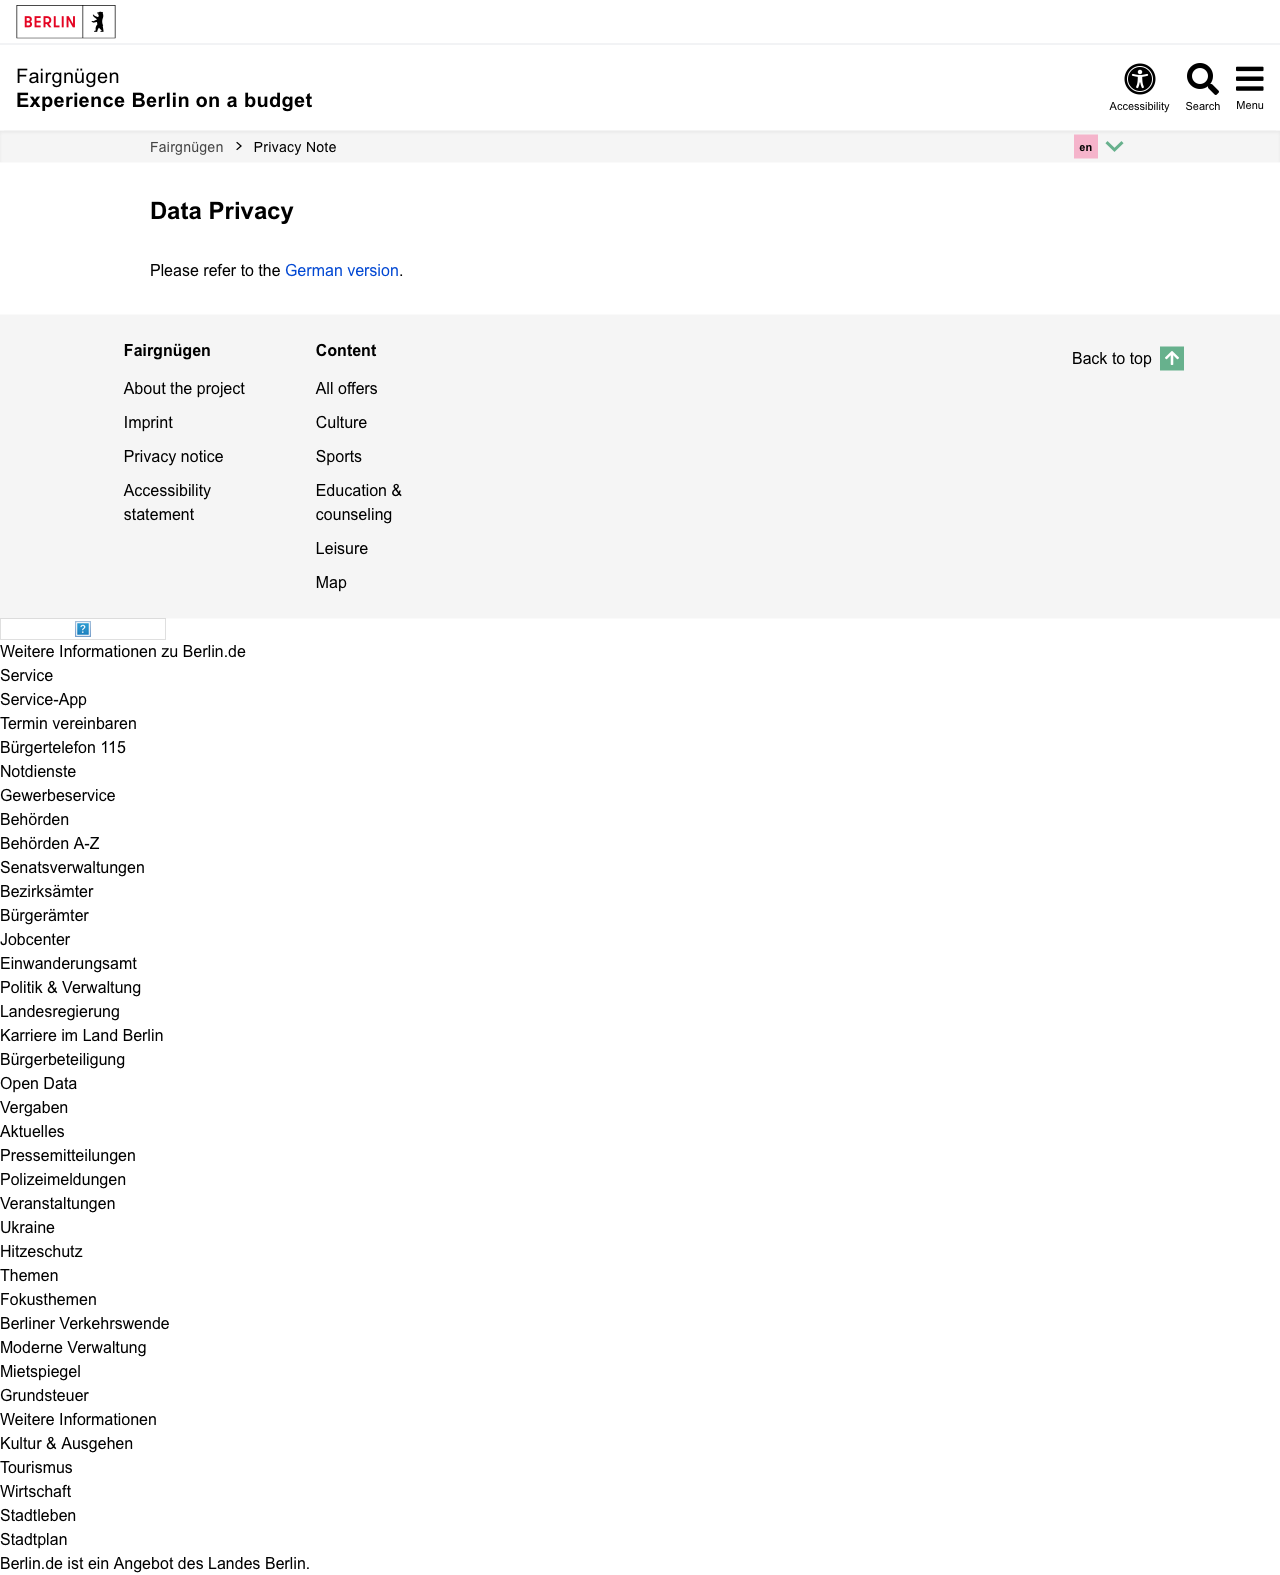 BERLIN
Fairgnügen
Experience Berlin on a budget
Accessibility
Search
Menu
Fairgnügen > Privacy Note
en
Data Privacy
Please refer to the German version.
Fairgnügen
About the project
Imprint
Privacy notice
Accessibility
statement
Content
All offers
Culture
Sports
Education &
counseling
Leisure
Map
Back to top
Weitere Informationen zu Berlin.de
Service
Service-App
Termin vereinbaren
Bürgertelefon 115
Notdienste
Gewerbeservice
Behörden
Behörden A-Z
Senatsverwaltungen
Bezirksämter
Bürgerämter
Jobcenter
Einwanderungsamt
Politik & Verwaltung
Landesregierung
Karriere im Land Berlin
Bürgerbeteiligung
Open Data
Vergaben
Aktuelles
Pressemitteilungen
Polizeimeldungen
Veranstaltungen
Ukraine
Hitzeschutz
Themen
Fokusthemen
Berliner Verkehrswende
Moderne Verwaltung
Mietspiegel
Grundsteuer
Weitere Informationen
Kultur & Ausgehen
Tourismus
Wirtschaft
Stadtleben
Stadtplan
Berlin.de ist ein Angebot des Landes Berlin.